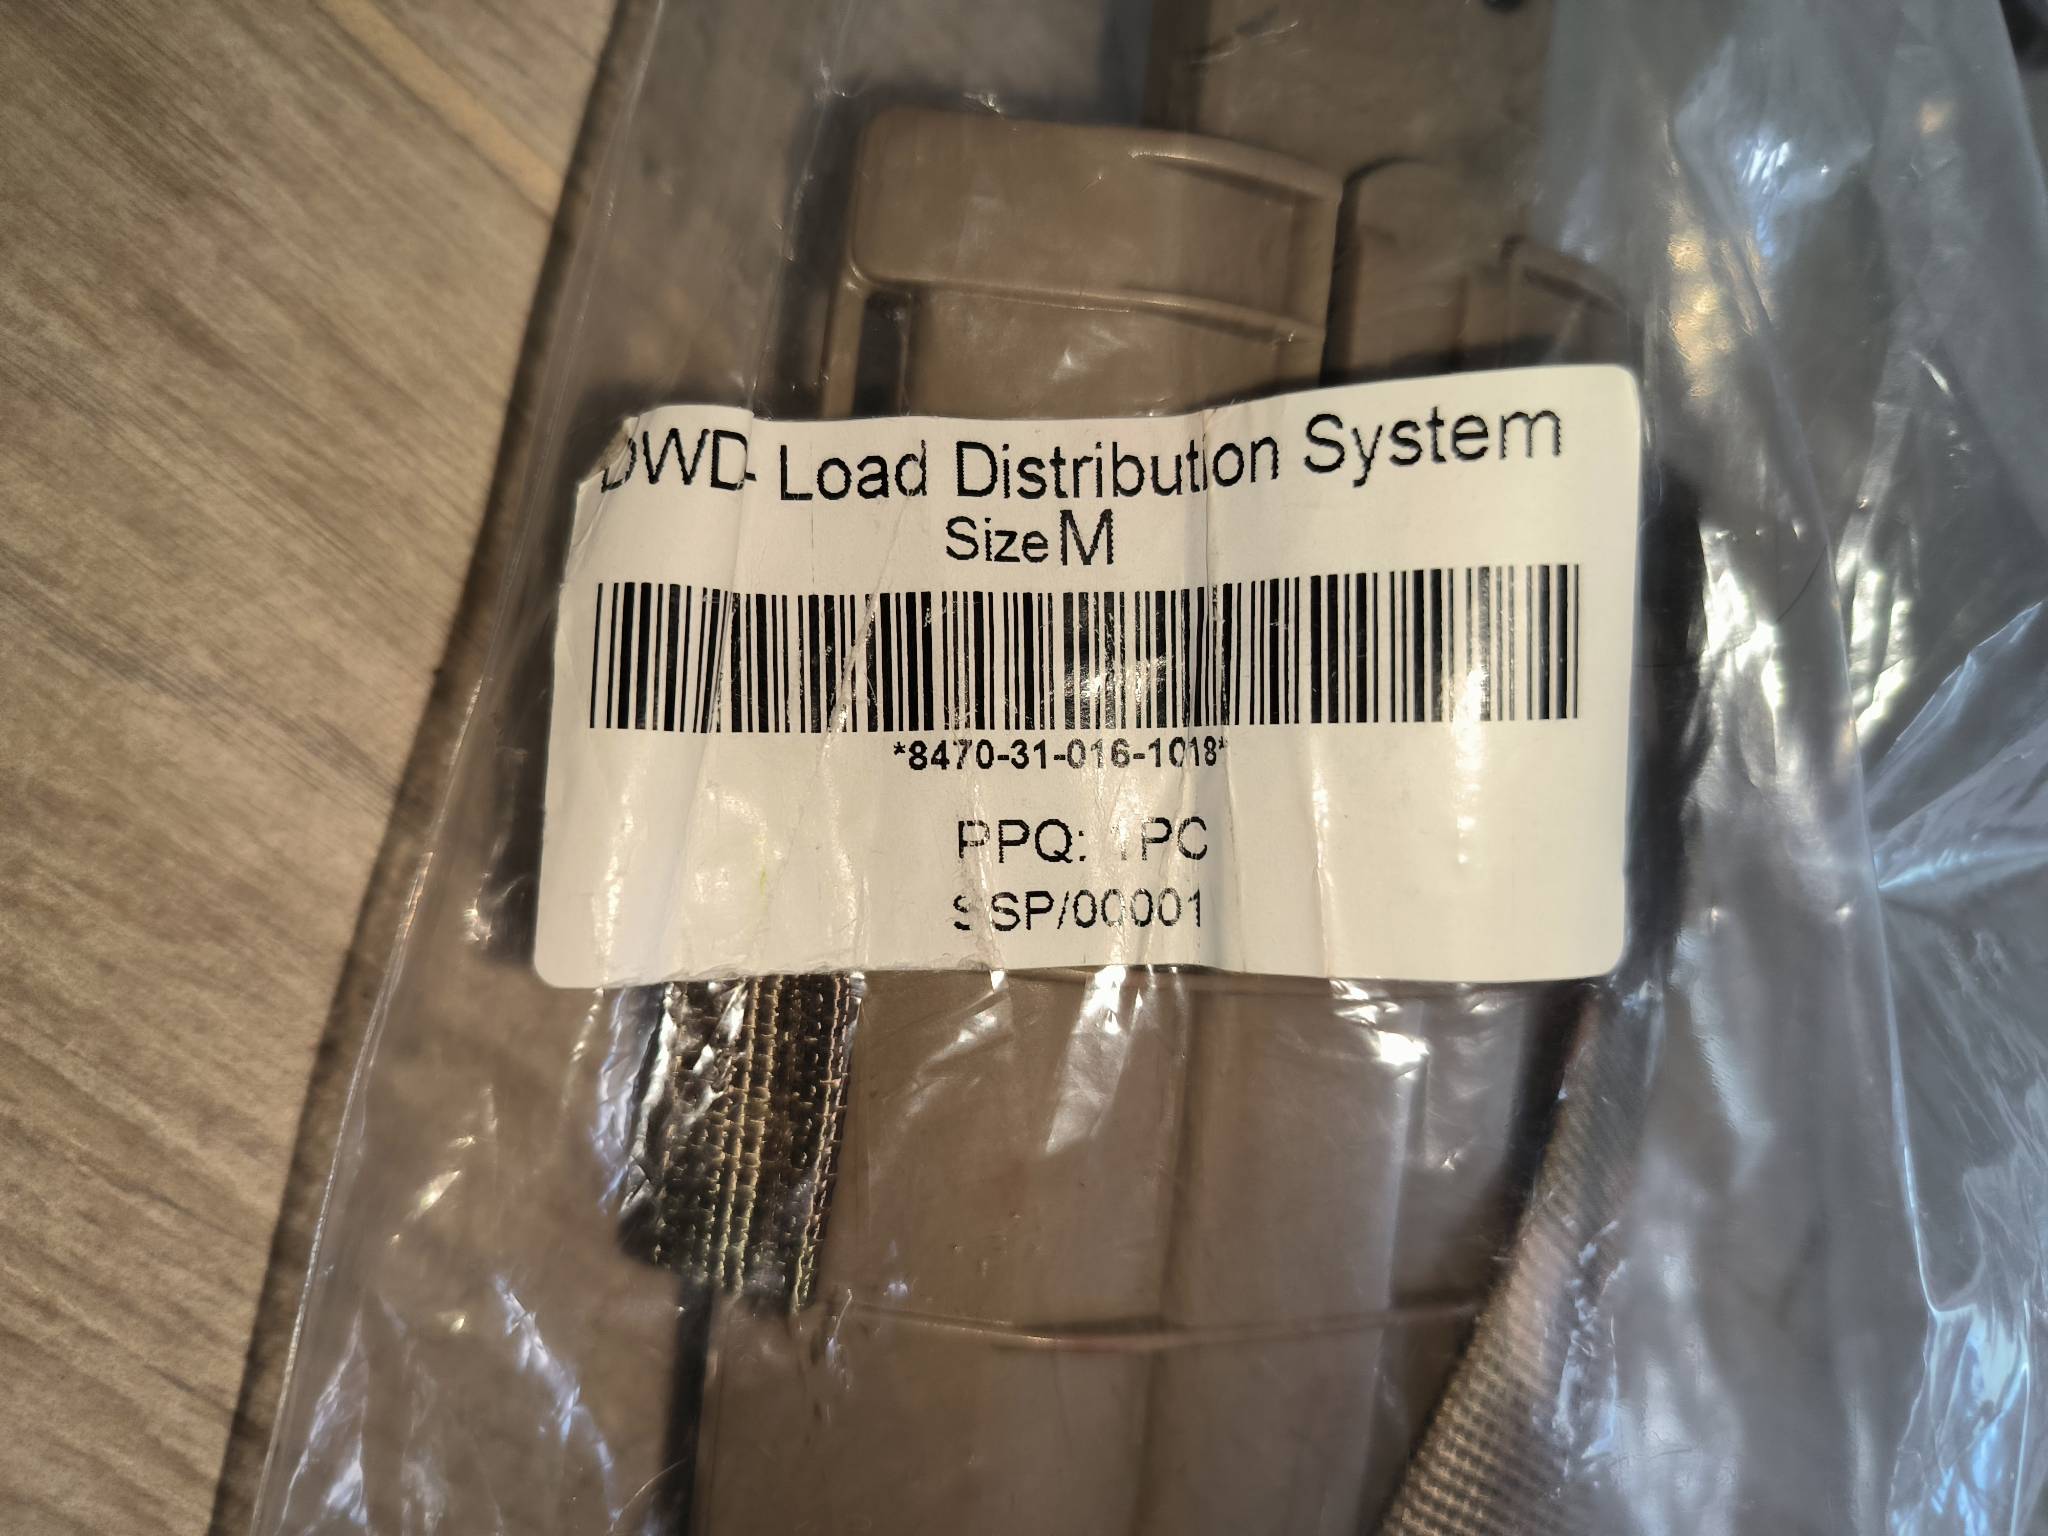 DWD- Load Distribution System
Size M
*8470-31-016-1018*
PPQ: 1PC
SSP/00001